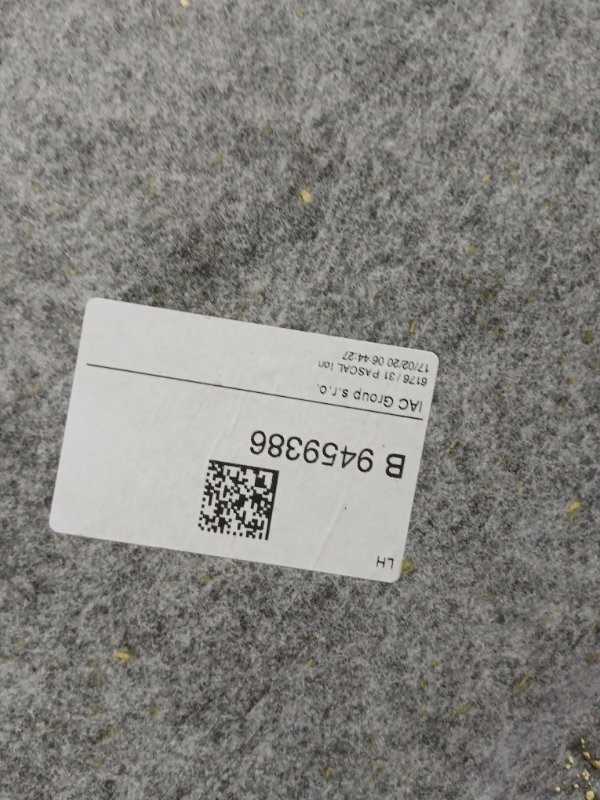 LH
B 9459386
IAC Group s.r.o.
6176 / 31 PASCAL Ion
17/02/20 06:44:27